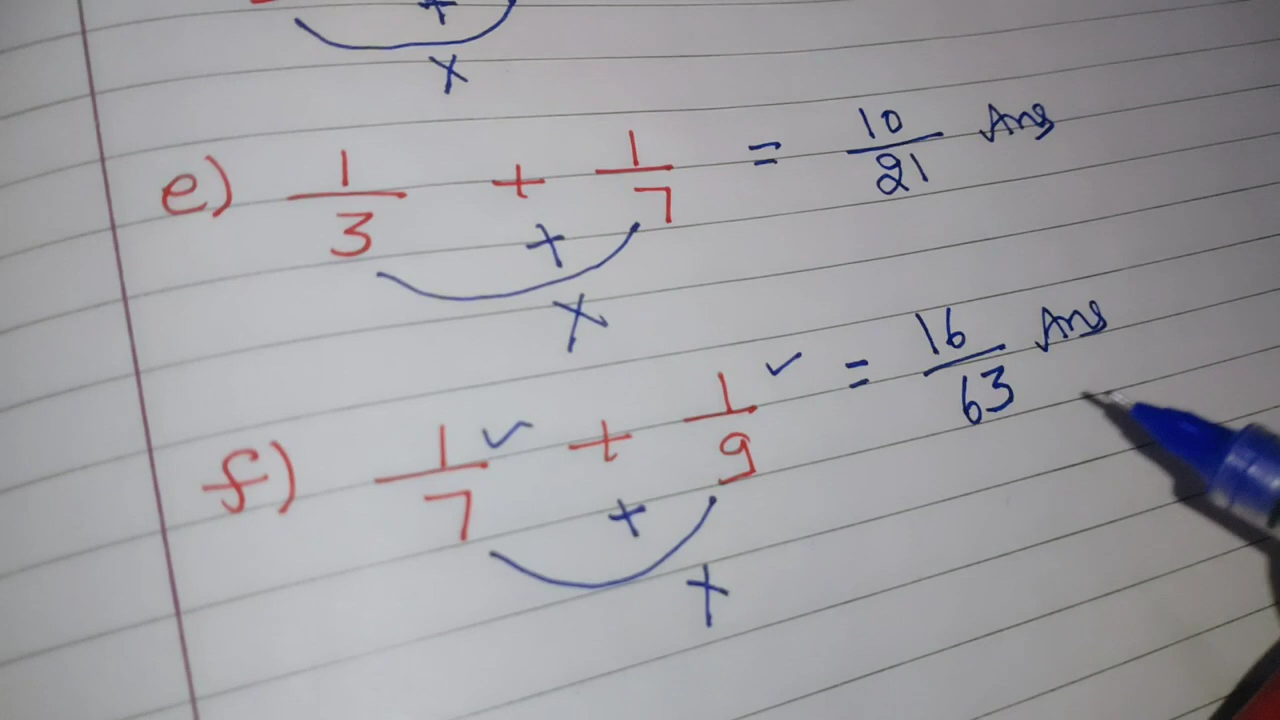 +
x
e) 1/3 + 1/7 = 10/21 Ans
+
x
f) 1/7 ✓ + 1/9 ✓ = 16/63 Ans
+
x